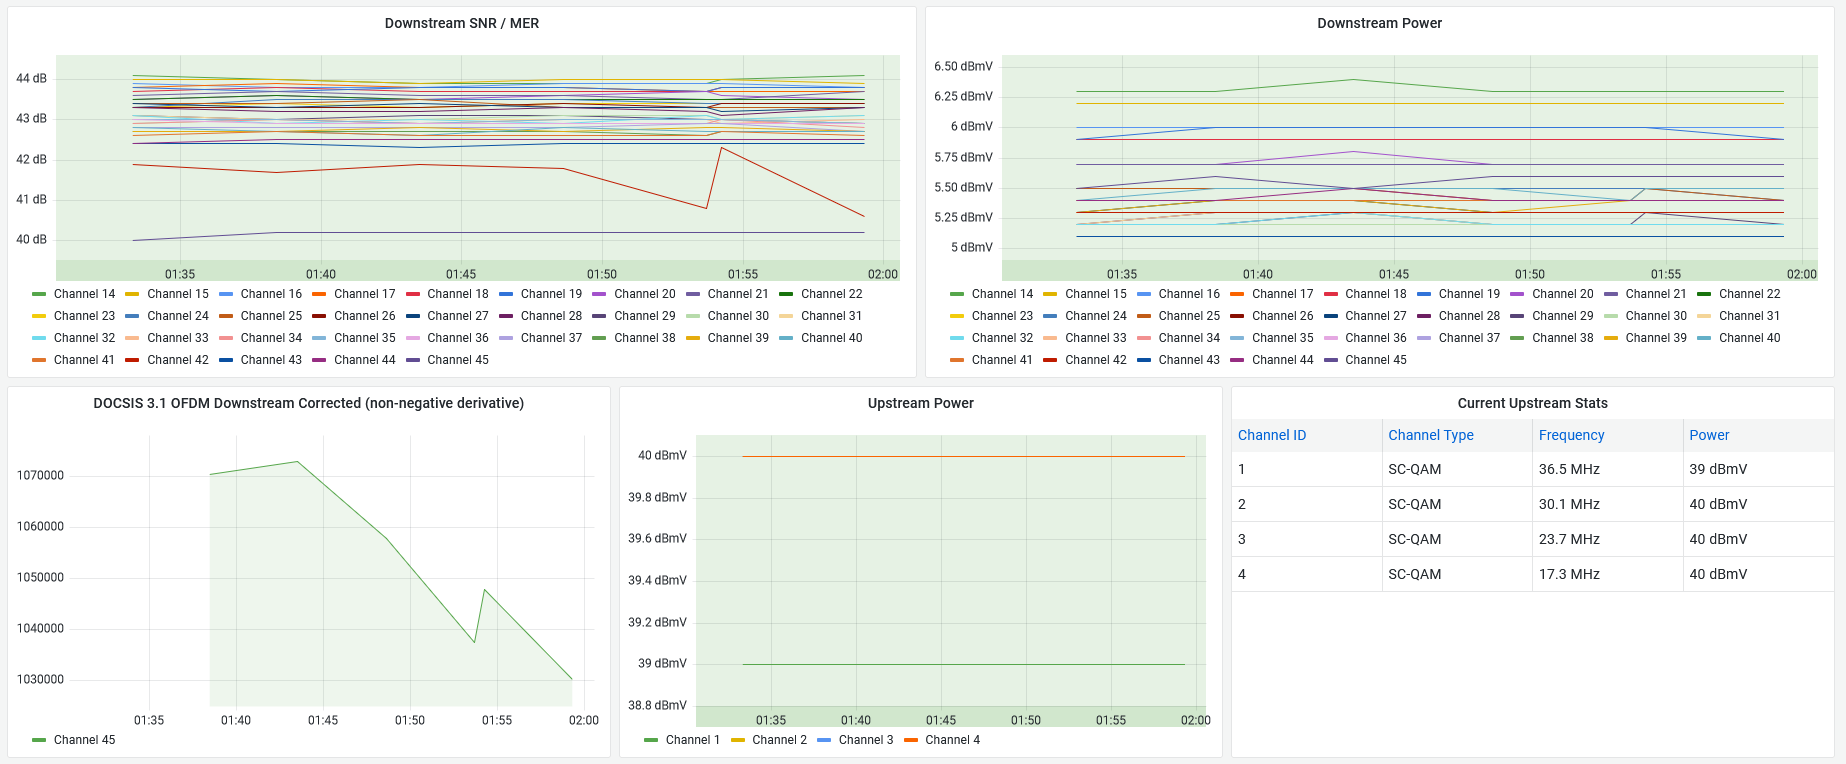 Downstream SNR / MER
44 dB
43 dB
42 dB
41 dB
40 dB
01:35 01:40 01:45 01:50 01:55 02:00
Channel 14 Channel 15 Channel 16 Channel 17 Channel 18 Channel 19 Channel 20 Channel 21 Channel 22
Channel 23 Channel 24 Channel 25 Channel 26 Channel 27 Channel 28 Channel 29 Channel 30 Channel 31
Channel 32 Channel 33 Channel 34 Channel 35 Channel 36 Channel 37 Channel 38 Channel 39 Channel 40
Channel 41 Channel 42 Channel 43 Channel 44 Channel 45
Downstream Power
6.50 dBmV
6.25 dBmV
6 dBmV
5.75 dBmV
5.50 dBmV
5.25 dBmV
5 dBmV
01:35 01:40 01:45 01:50 01:55 02:00
Channel 14 Channel 15 Channel 16 Channel 17 Channel 18 Channel 19 Channel 20 Channel 21 Channel 22
Channel 23 Channel 24 Channel 25 Channel 26 Channel 27 Channel 28 Channel 29 Channel 30 Channel 31
Channel 32 Channel 33 Channel 34 Channel 35 Channel 36 Channel 37 Channel 38 Channel 39 Channel 40
Channel 41 Channel 42 Channel 43 Channel 44 Channel 45
DOCSIS 3.1 OFDM Downstream Corrected (non-negative derivative)
1070000
1060000
1050000
1040000
1030000
01:35 01:40 01:45 01:50 01:55 02:00
Channel 45
Upstream Power
40 dBmV
39.8 dBmV
39.6 dBmV
39.4 dBmV
39.2 dBmV
39 dBmV
38.8 dBmV
01:35 01:40 01:45 01:50 01:55 02:00
Channel 1 Channel 2 Channel 3 Channel 4
Current Upstream Stats
Channel ID Channel Type Frequency Power
1 SC-QAM 36.5 MHz 39 dBmV
2 SC-QAM 30.1 MHz 40 dBmV
3 SC-QAM 23.7 MHz 40 dBmV
4 SC-QAM 17.3 MHz 40 dBmV